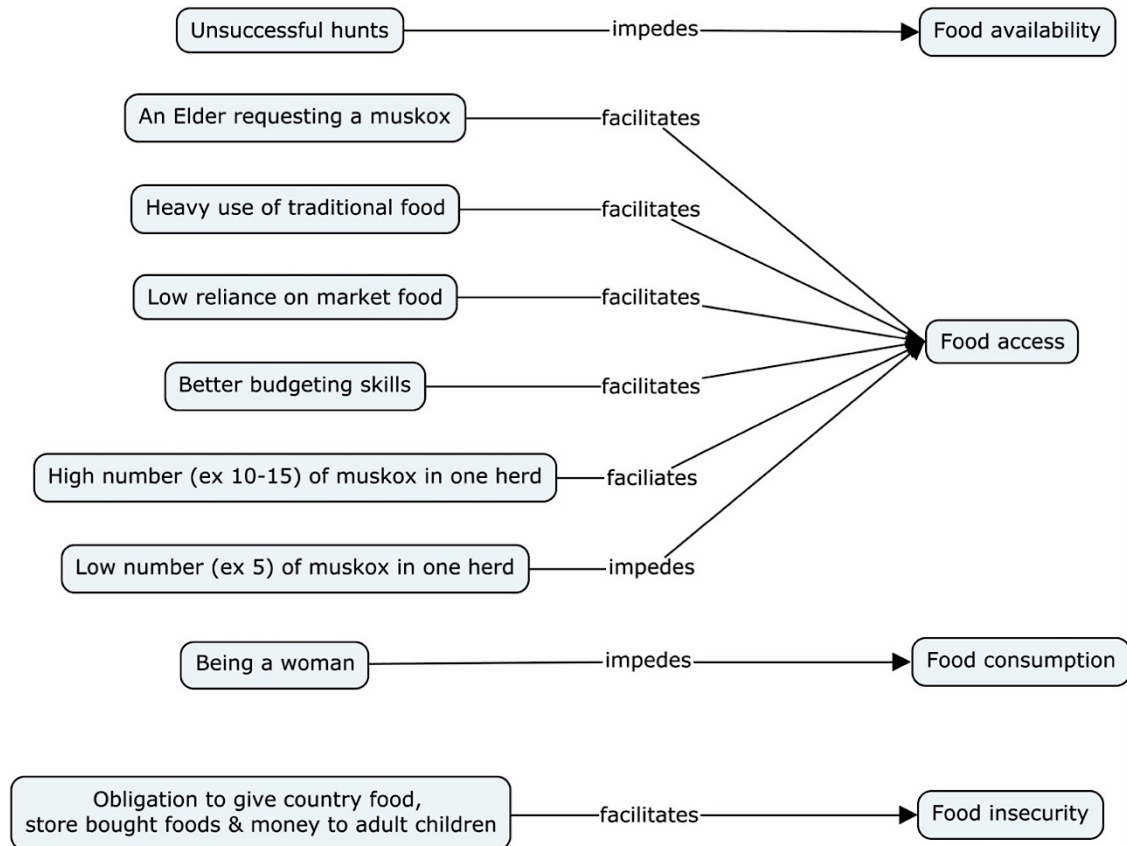 Unsuccessful hunts impedes Food availability
An Elder requesting a muskox facilitates
Heavy use of traditional food facilitates
Low reliance on market food facilitates
Food access
Better budgeting skills facilitates
High number (ex 10-15) of muskox in one herd faciliates
Low number (ex 5) of muskox in one herd impedes
Being a woman impedes Food consumption
Obligation to give country food,
store bought foods & money to adult children facilitates Food insecurity